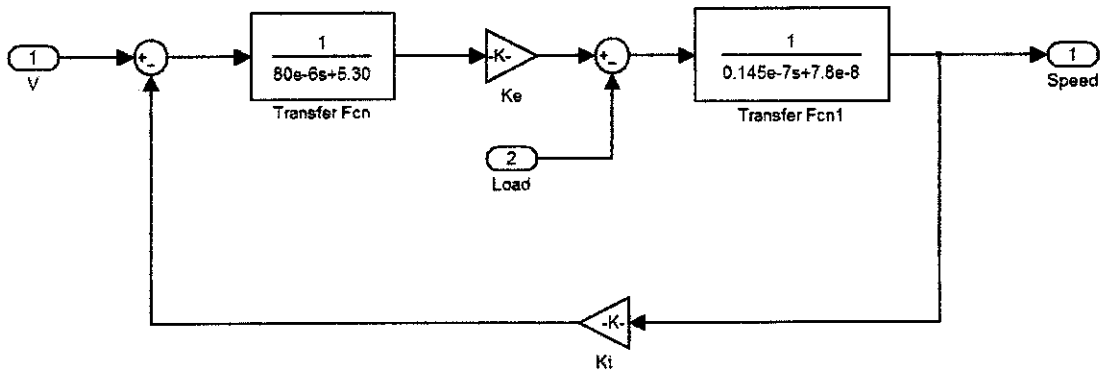 1
V
+
-
1
80e-6s+5.30
Transfer Fcn
-K-
Ke
+
-
2
Load
1
0.145e-7s+7.8e-8
Transfer Fcn1
1
Speed
-K-
Kt